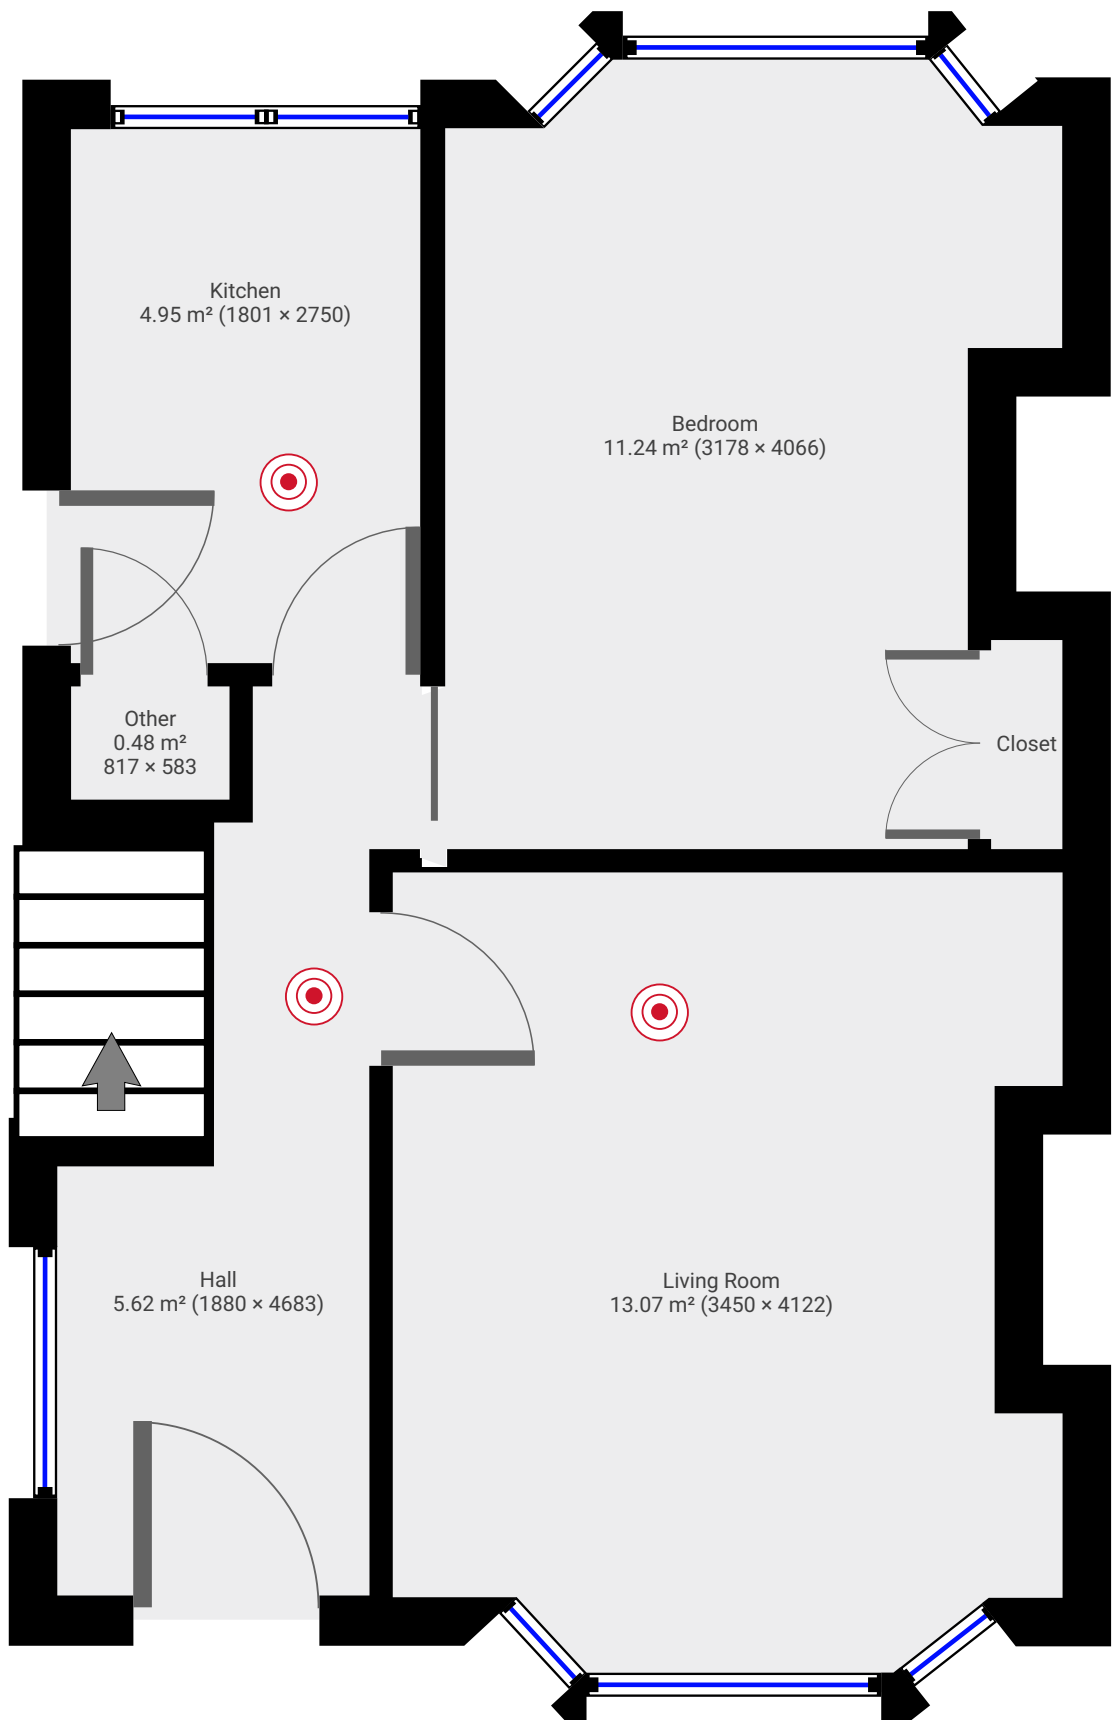 Kitchen
4.95 m² (1801 × 2750)
Bedroom
11.24 m² (3178 × 4066)
Other
0.48 m²
817 × 583
Closet
Hall
5.62 m² (1880 × 4683)
Living Room
13.07 m² (3450 × 4122)